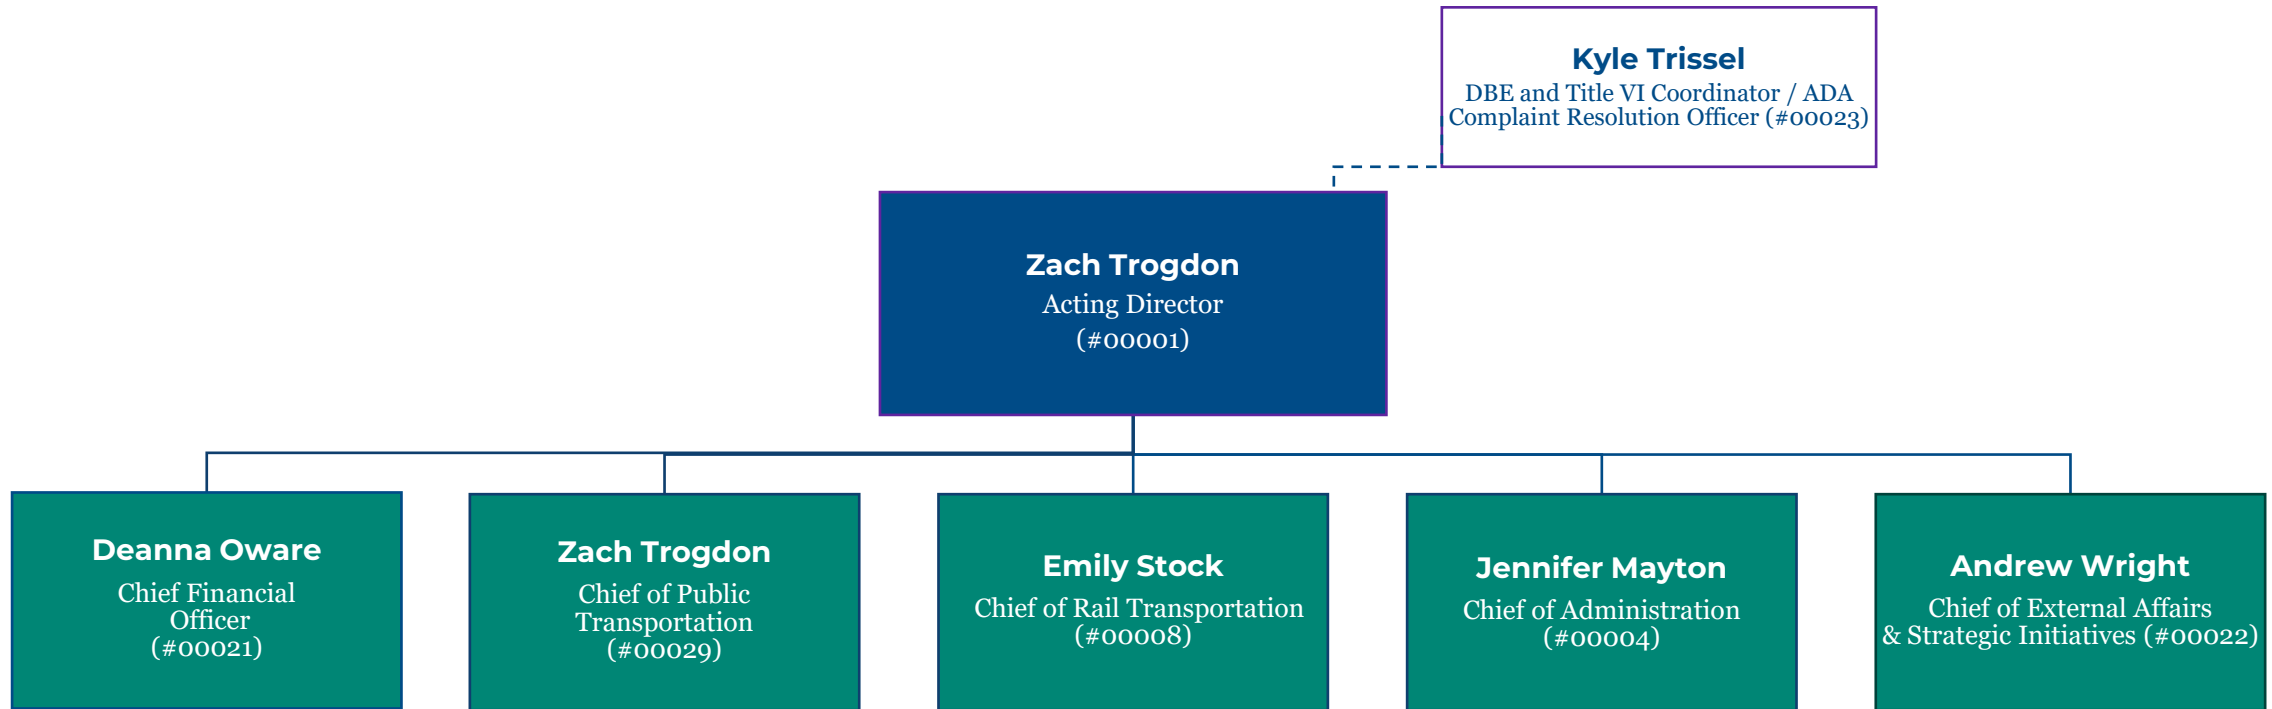 Kyle Trissel
DBE and Title VI Coordinator / ADA
Complaint Resolution Officer (#00023)
Zach Trogdon
Acting Director
(#00001)
Deanna Oware
Chief Financial
Officer
(#00021)
Zach Trogdon
Chief of Public
Transportation
(#00029)
Emily Stock
Chief of Rail Transportation
(#00008)
Jennifer Mayton
Chief of Administration
(#00004)
Andrew Wright
Chief of External Affairs
& Strategic Initiatives (#00022)